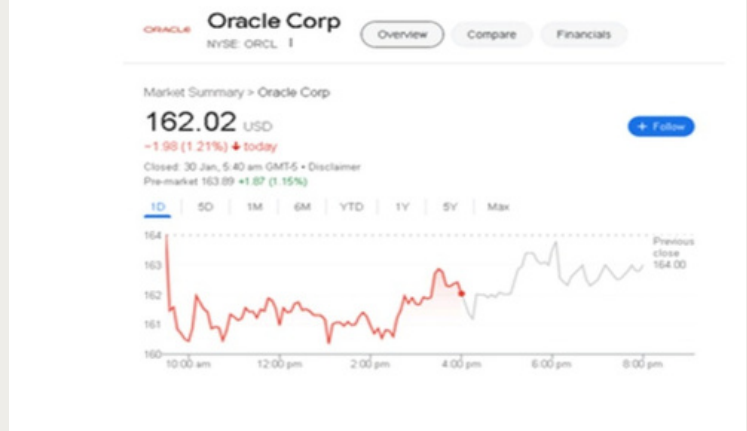 ORACLE
Oracle Corp
NYSE: ORCL
Overview
Compare
Financials
Market Summary > Oracle Corp
162.02 USD
+ Follow
−1.98 (1.21%) ↓ today
Closed: 30 Jan, 5:40 am GMT-5 • Disclaimer
Pre-market 163.89 +1.87 (1.15%)
1D 5D 1M 6M YTD 1Y 5Y Max
164
163
162
161
160
Previous
close
164.00
10:00 am 12:00 pm 2:00 pm 4:00 pm 6:00 pm 8:00 pm